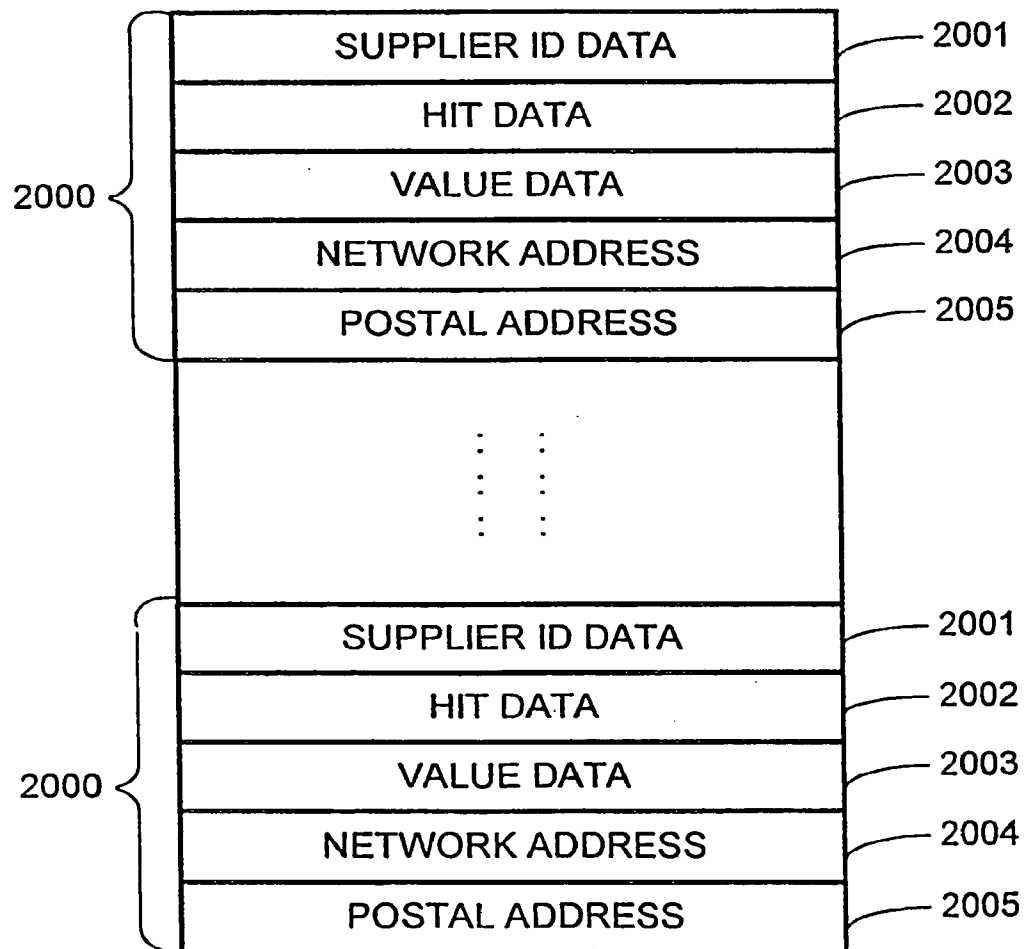 SUPPLIER ID DATA 2001
HIT DATA 2002
2000 VALUE DATA 2003
NETWORK ADDRESS 2004
POSTAL ADDRESS 2005
SUPPLIER ID DATA 2001
HIT DATA 2002
2000 VALUE DATA 2003
NETWORK ADDRESS 2004
POSTAL ADDRESS 2005